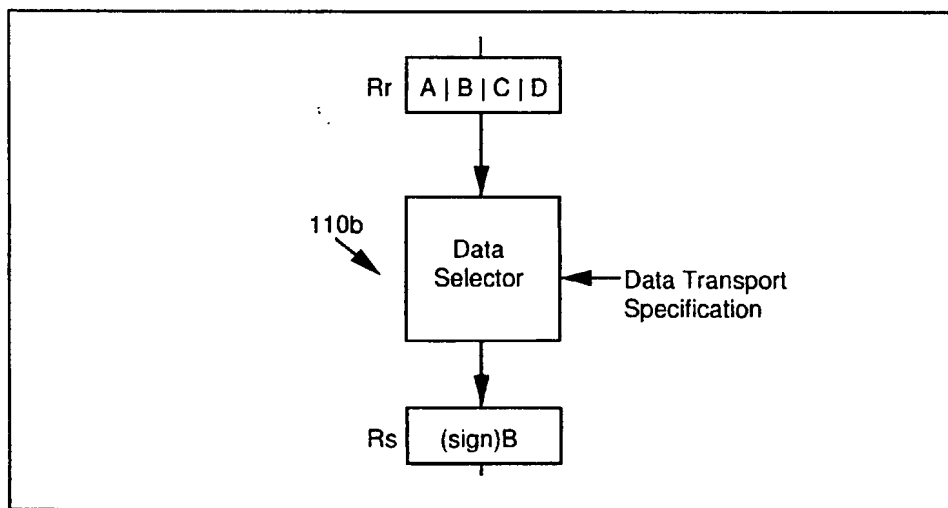 Rr
A | B | C | D
110b
Data
Selector
Data Transport
Specification
Rs
(sign)B